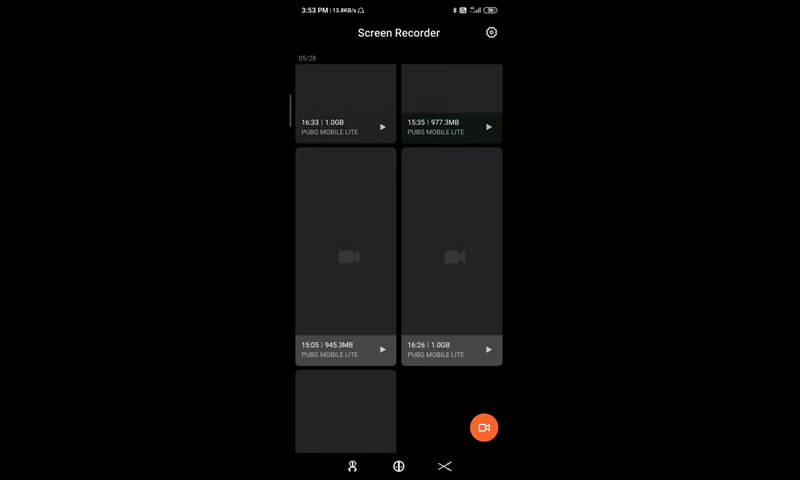 3:53 PM | 13.8KB/s
Screen Recorder
05/28
16:33 | 1.0GB
PUBG MOBILE LITE
15:35 | 977.3MB
PUBG MOBILE LITE
15:05 | 945.3MB
PUBG MOBILE LITE
16:26 | 1.0GB
PUBG MOBILE LITE